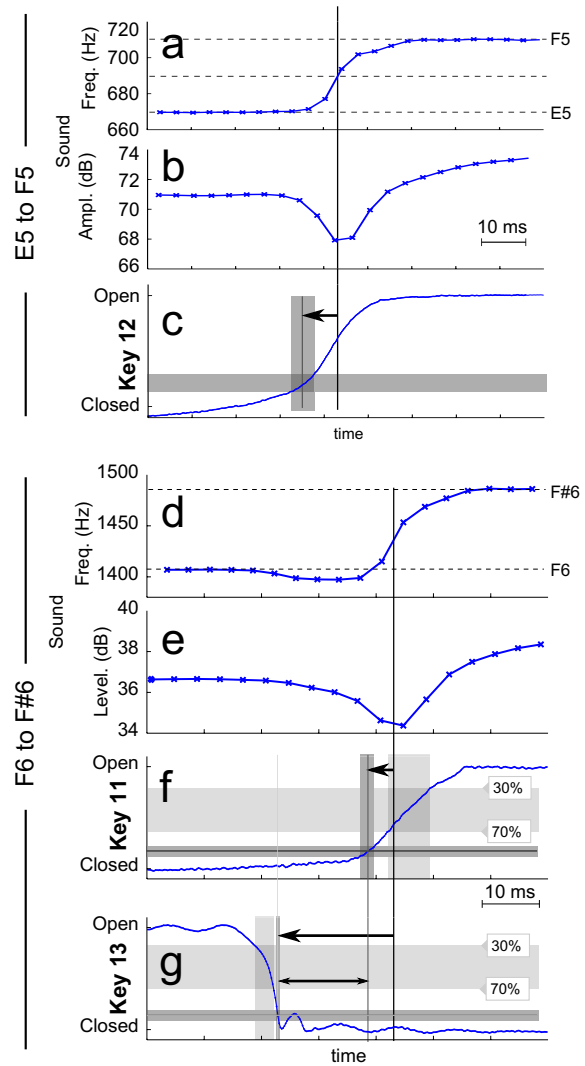 E5 to F5
Sound
Freq. (Hz)
720
700
680
660
a
F5
E5
Ampl. (dB)
74
72
70
68
66
b
10 ms
Key 12
Open
Closed
c
time
F6 to F#6
Sound
Freq. (Hz)
1500
1450
1400
d
F#6
F6
Level. (dB)
40
38
36
34
e
Key 11
Open
Closed
f
30%
70%
10 ms
Key 13
Open
Closed
g
30%
70%
time